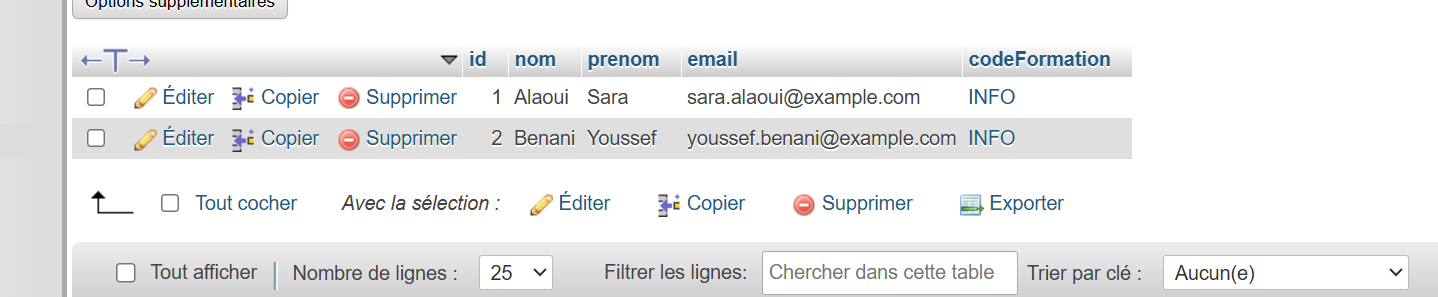 Options supplémentaires
id nom prenom email codeFormation
Éditer Copier Supprimer 1 Alaoui Sara sara.alaoui@example.com INFO
Éditer Copier Supprimer 2 Benani Youssef youssef.benani@example.com INFO
Tout cocher Avec la sélection : Éditer Copier Supprimer Exporter
Tout afficher Nombre de lignes : 25 Filtrer les lignes: Chercher dans cette table Trier par clé : Aucun(e)